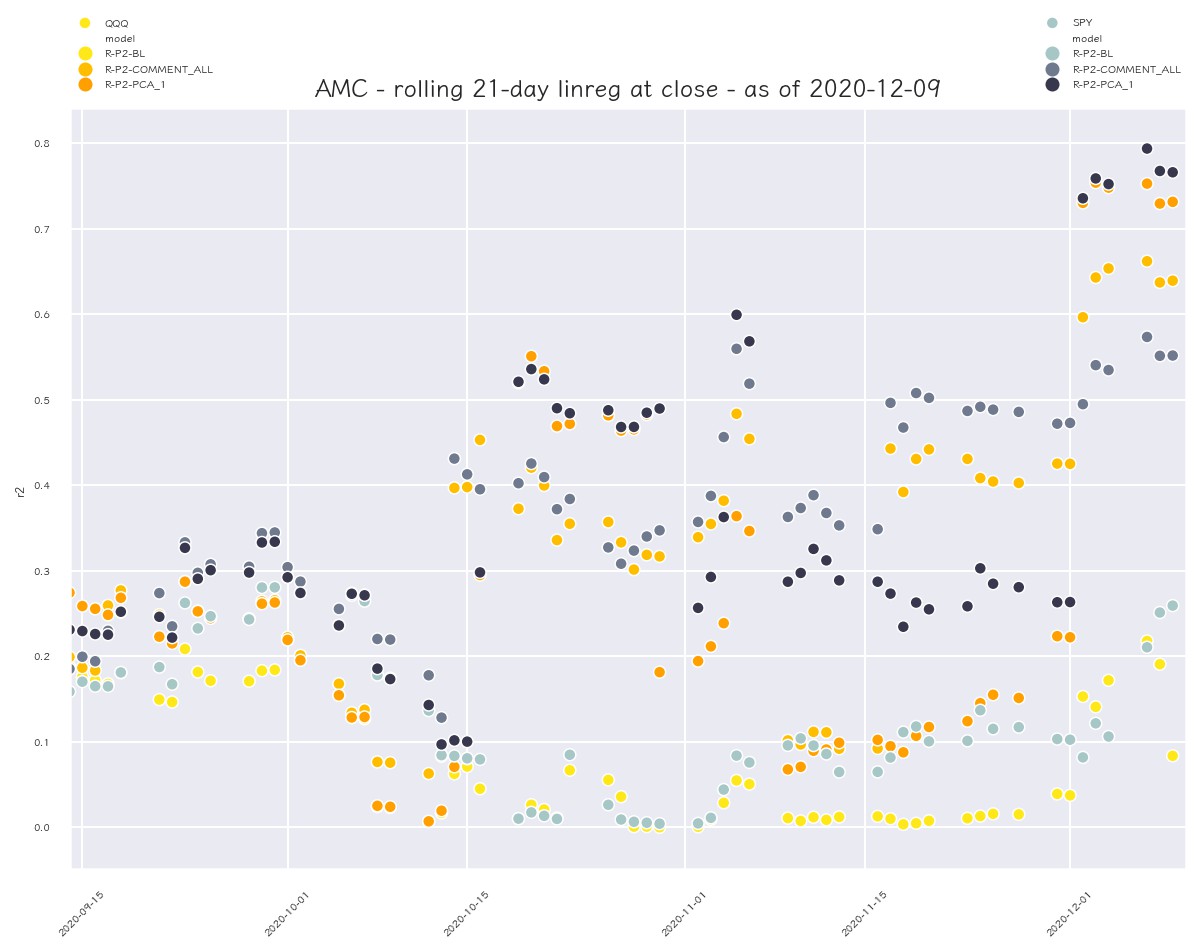 QQQ
model
R-P2-BL
R-P2-COMMENT_ALL
R-P2-PCA_1
SPY
model
R-P2-BL
R-P2-COMMENT_ALL
R-P2-PCA_1
AMC - rolling 21-day linreg at close - as of 2020-12-09
0.8
0.7
0.6
0.5
0.4
0.3
0.2
0.1
0.0
r2
2020-09-15
2020-10-01
2020-10-15
2020-11-01
2020-11-15
2020-12-01